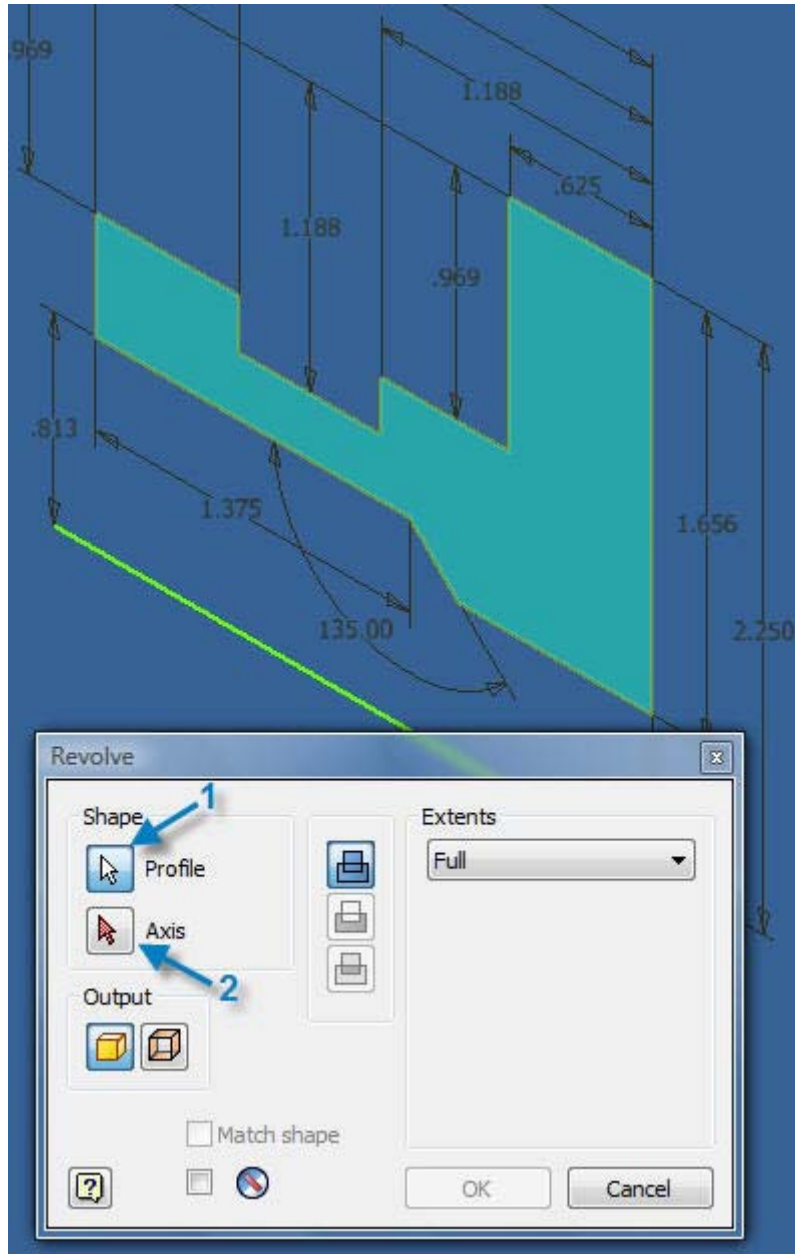 .969
1.188
.625
1.188
.969
.813
1.375
1.656
135.00
2.250
Revolve
Shape
1
Extents
Profile
Full
Axis
2
Output
Match shape
?
OK
Cancel